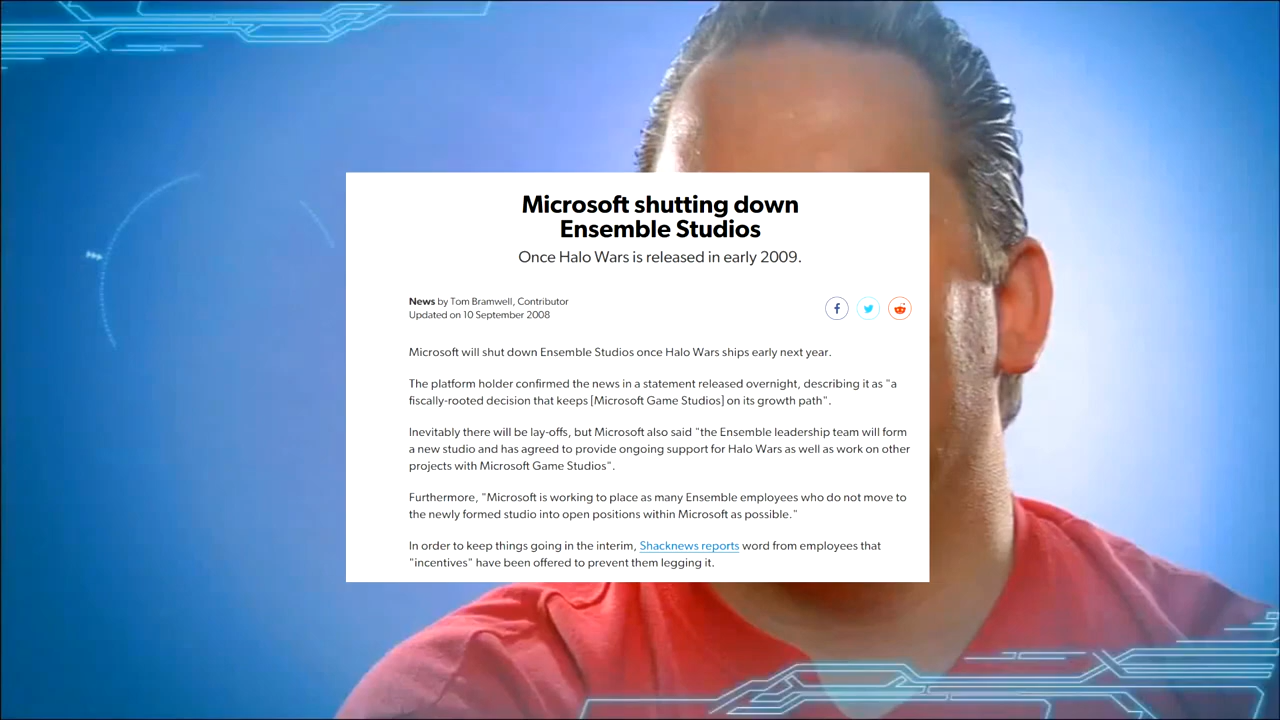 Microsoft shutting down
Ensemble Studios
Once Halo Wars is released in early 2009.
News by Tom Bramwell, Contributor
Updated on 10 September 2008
Microsoft will shut down Ensemble Studios once Halo Wars ships early next year.
The platform holder confirmed the news in a statement released overnight, describing it as "a
fiscally-rooted decision that keeps [Microsoft Game Studios] on its growth path".
Inevitably there will be lay-offs, but Microsoft also said "the Ensemble leadership team will form
a new studio and has agreed to provide ongoing support for Halo Wars as well as work on other
projects with Microsoft Game Studios".
Furthermore, "Microsoft is working to place as many Ensemble employees who do not move to
the newly formed studio into open positions within Microsoft as possible."
In order to keep things going in the interim, Shacknews reports word from employees that
"incentives" have been offered to prevent them legging it.